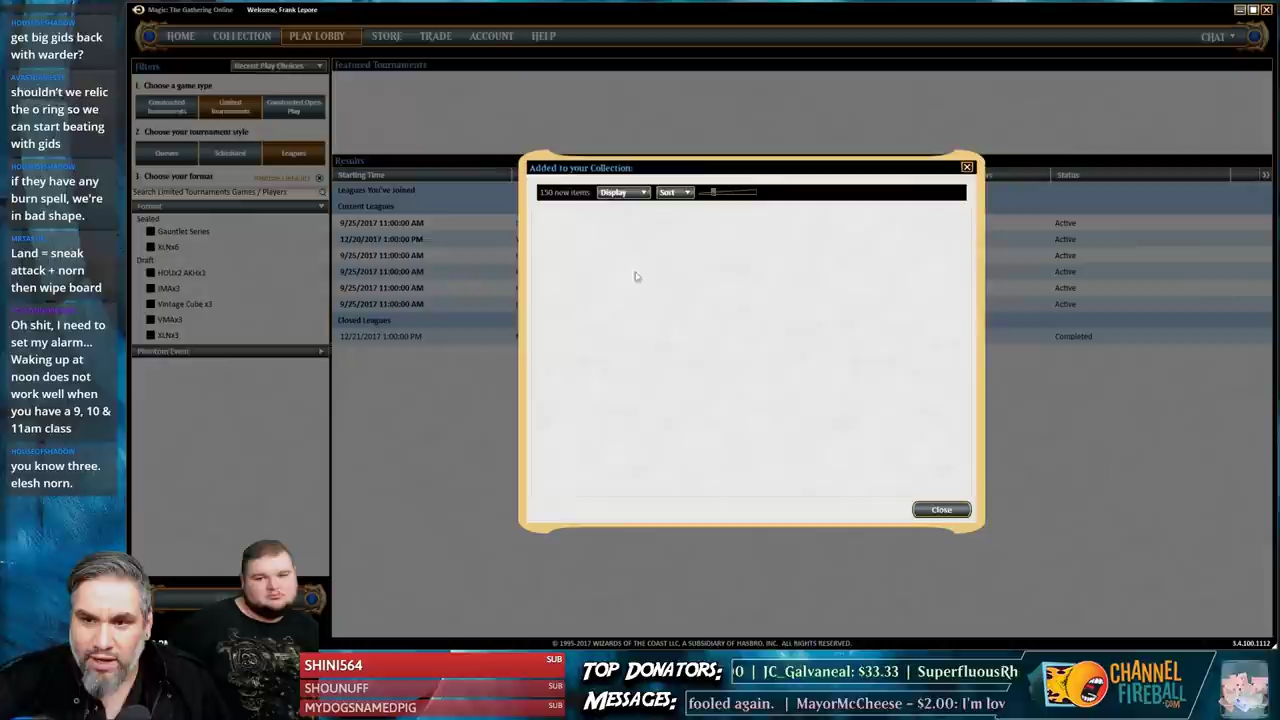 HOUSEOFSHADOW
get big gids back
with warder?
shouldn't we relic
the o ring so we
can start beating
with gids
HOUSEOFSHADOW
if they have any
burn spell, we're
in bad shape.
Land = sneak
attack + norn
then wipe board
Oh shit, I need to
set my alarm...
Waking up at
noon does not
work well when
you have a 9, 10 &
11am class
HOUSEOFSHADOW
you know three.
elesh norn.
Magic: The Gathering Online Welcome, Frank Lepore
HOME COLLECTION PLAY LOBBY STORE TRADE ACCOUNT HELP CHAT
Filters Recent Play Choices
1. Choose a game type
Constructed Tournaments
Limited Tournaments
Constructed Open Play
2. Choose your tournament style
Queues Scheduled Leagues
3. Choose your format
Search Limited Tournaments Games / Players
Format
Sealed
Gauntlet Series
XLNx6
Draft
HOUx2 AKHx1
IMAx3
Vintage Cube x3
VMAx3
XLNx3
Phantom Event
Featured Tournaments
Results
Starting Time Status
Leagues You've Joined
Current Leagues
9/25/2017 11:00:00 AM Active
12/20/2017 1:00:00 PM Active
9/25/2017 11:00:00 AM Active
9/25/2017 11:00:00 AM Active
9/25/2017 11:00:00 AM Active
9/25/2017 11:00:00 AM Active
Closed Leagues
12/21/2017 1:00:00 PM Completed
Added to your Collection:
150 new items Display Sort
Close
© 1995-2017 WIZARDS OF THE COAST LLC, A SUBSIDIARY OF HASBRO, INC. ALL RIGHTS RESERVED.
3.4.100.1112
SHINI564 SUB
SHOUNUFF SUB
MYDOGSNAMEDPIG SUB
TOP DONATORS: 0 | JC_Galvaneal: $33.33 | SuperfluousRh
MESSAGES: fooled again. | MayorMcCheese - $2.00: I'm lov
CHANNEL
FIREBALL
.COM